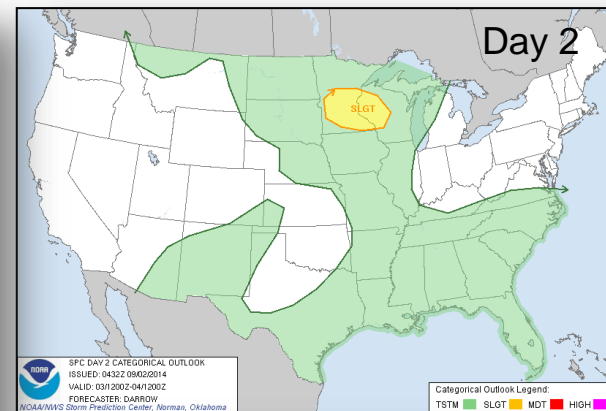 Day 2
SLGT
SPC DAY 2 CATEGORICAL OUTLOOK
ISSUED: 0432Z 09/02/2014
VALID: 03/1200Z-04/1200Z
FORECASTER: DARROW
NOAA/NWS Storm Prediction Center, Norman, Oklahoma
NOAA
Categorical Outlook Legend:
TSTM SLGT MDT HIGH